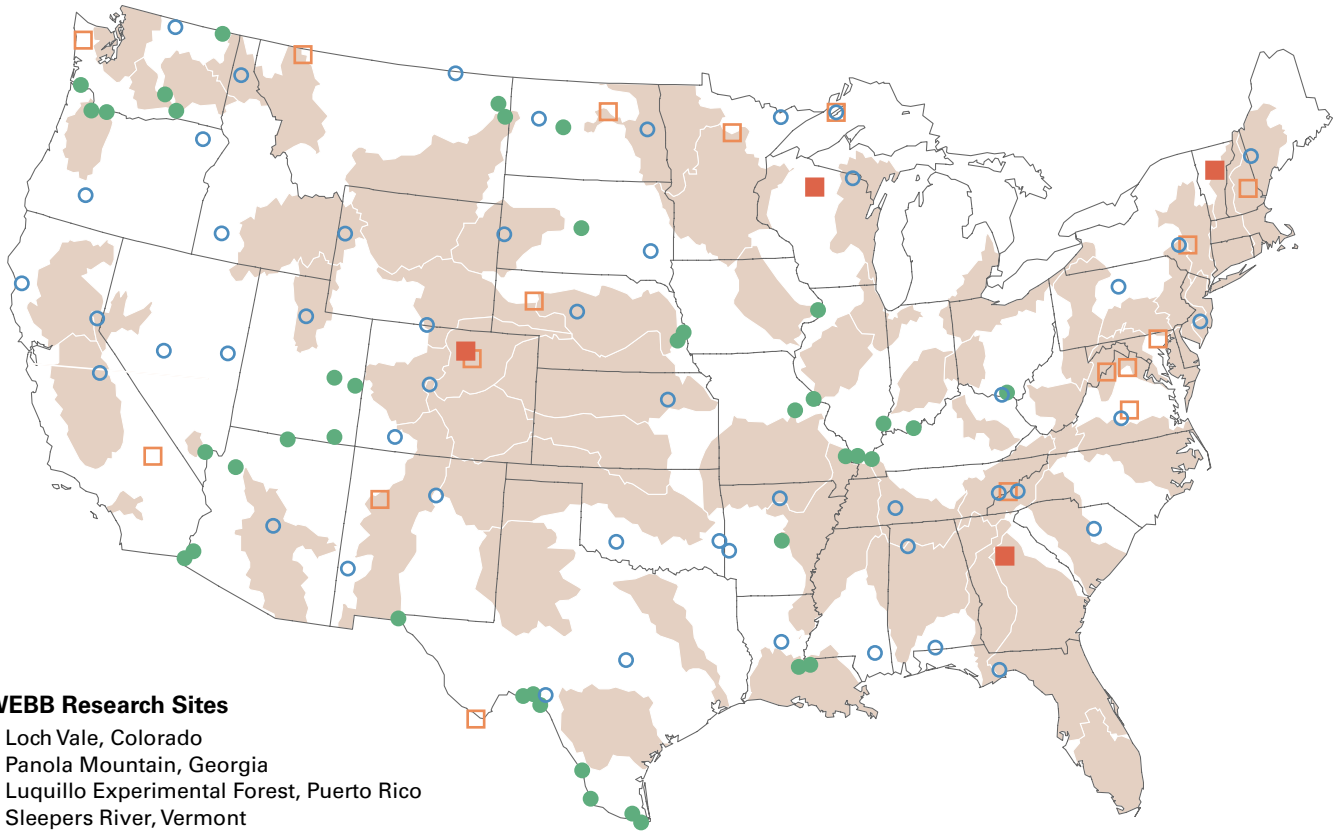 WEBB Research Sites
Loch Vale, Colorado
Panola Mountain, Georgia
Luquillo Experimental Forest, Puerto Rico
Sleepers River, Vermont